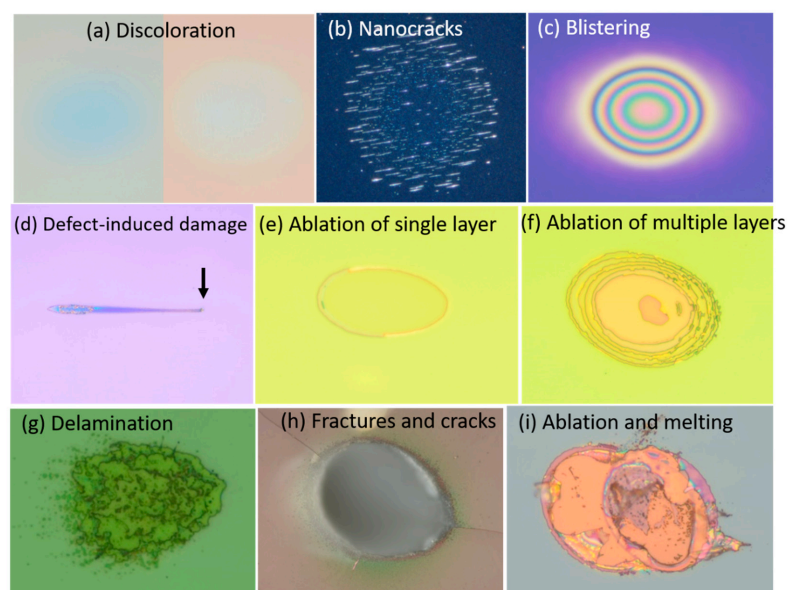 (a) Discoloration
(b) Nanocracks
(c) Blistering
(d) Defect-induced damage
(e) Ablation of single layer
(f) Ablation of multiple layers
(g) Delamination
(h) Fractures and cracks
(i) Ablation and melting